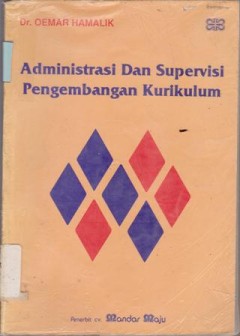 Dr. OEMAR HAMALIK
Administrasi Dan Supervisi
Pengembangan Kurikulum
Penerbit CV. Mandar Maju